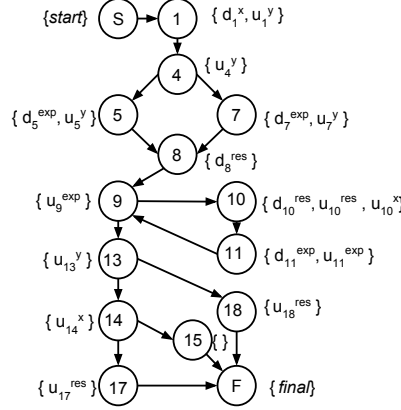 {start} S 1 { d₁ˣ, u₁ʸ }
4 { u₄ʸ }
{ d₅ᵉˣᵖ, u₅ʸ } 5 7 { d₇ᵉˣᵖ, u₇ʸ }
8 { d₈ʳᵉˢ }
{ u₉ᵉˣᵖ } 9 10 { d₁₀ʳᵉˢ, u₁₀ʳᵉˢ , u₁₀ˣ}
11 { d₁₁ᵉˣᵖ, u₁₁ᵉˣᵖ }
{ u₁₃ʸ } 13
18 { u₁₈ʳᵉˢ }
{ u₁₄ˣ } 14
15 { }
{ u₁₇ʳᵉˢ } 17 F { final}